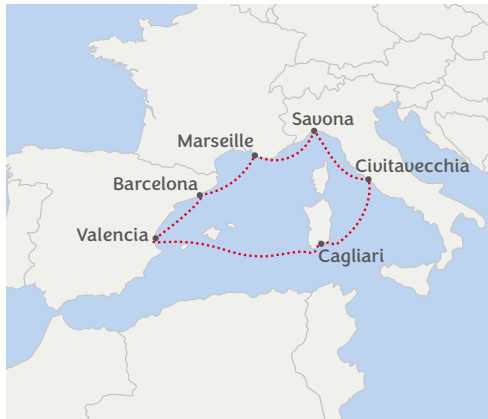 Savona
Marseille
Civitavecchia
Barcelona
Valencia
Cagliari